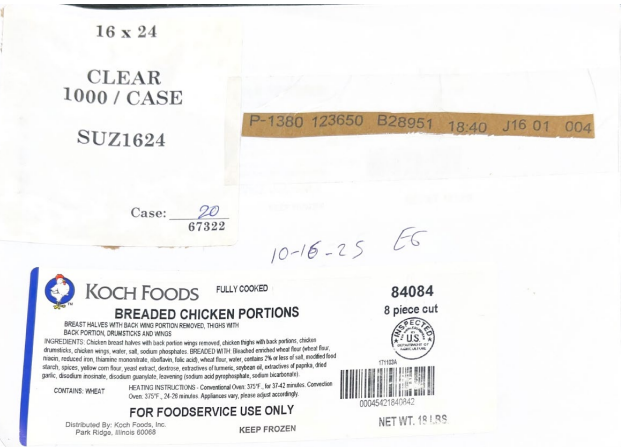 16 x 24
CLEAR
1000 / CASE
SUZ1624
Case: 20
67322
P-1380 123650 B28951 18:40 J16 01 004
10-16-25 EG
KOCH FOODS FULLY COOKED
BREADED CHICKEN PORTIONS
BREAST HALVES WITH BACK WING PORTION REMOVED, THIGHS WITH
BACK PORTION, DRUMSTICKS AND WINGS
INGREDIENTS: Chicken breast halves with back portion wings removed, chicken thighs with back portions, chicken
drumsticks, chicken wings, water, salt, sodium phosphates. BREADED WITH: Bleached enriched wheat flour (wheat flour,
niacin, reduced iron, thiamine mononitrate, riboflavin, folic acid), wheat flour, water, contains 2% or less of salt, modified food
starch, spices, yellow corn flour, yeast extract, dextrose, extractives of turmeric, soybean oil, extractives of paprika, dried
garlic, disodium inosinate, disodium guanylate, leavening (sodium acid pyrophosphate, sodium bicarbonate).
CONTAINS: WHEAT
HEATING INSTRUCTIONS - Conventional Oven: 375°F., for 37-42 minutes. Convection
Oven: 375°F., 24-26 minutes. Appliances vary, please adjust accordingly.
FOR FOODSERVICE USE ONLY
Distributed By: Koch Foods, Inc.
Park Ridge, Illinois 60068
KEEP FROZEN
84084
8 piece cut
INSPECTED
U.S.
DEPARTMENT OF
00045421840842
NET WT. 18 LBS.